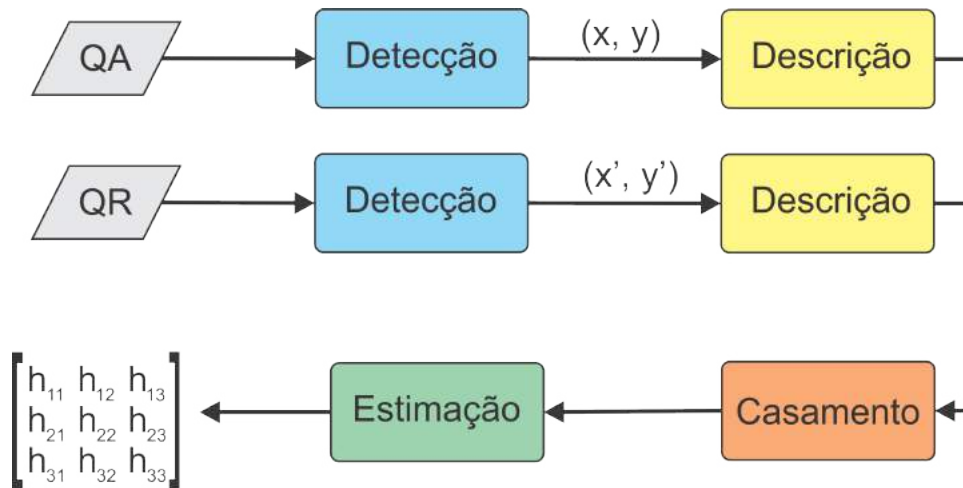 QA
Detecção
(x, y)
Descrição
QR
Detecção
(x', y')
Descrição
h11 h12 h13
h21 h22 h23
h31 h32 h33
Estimação
Casamento